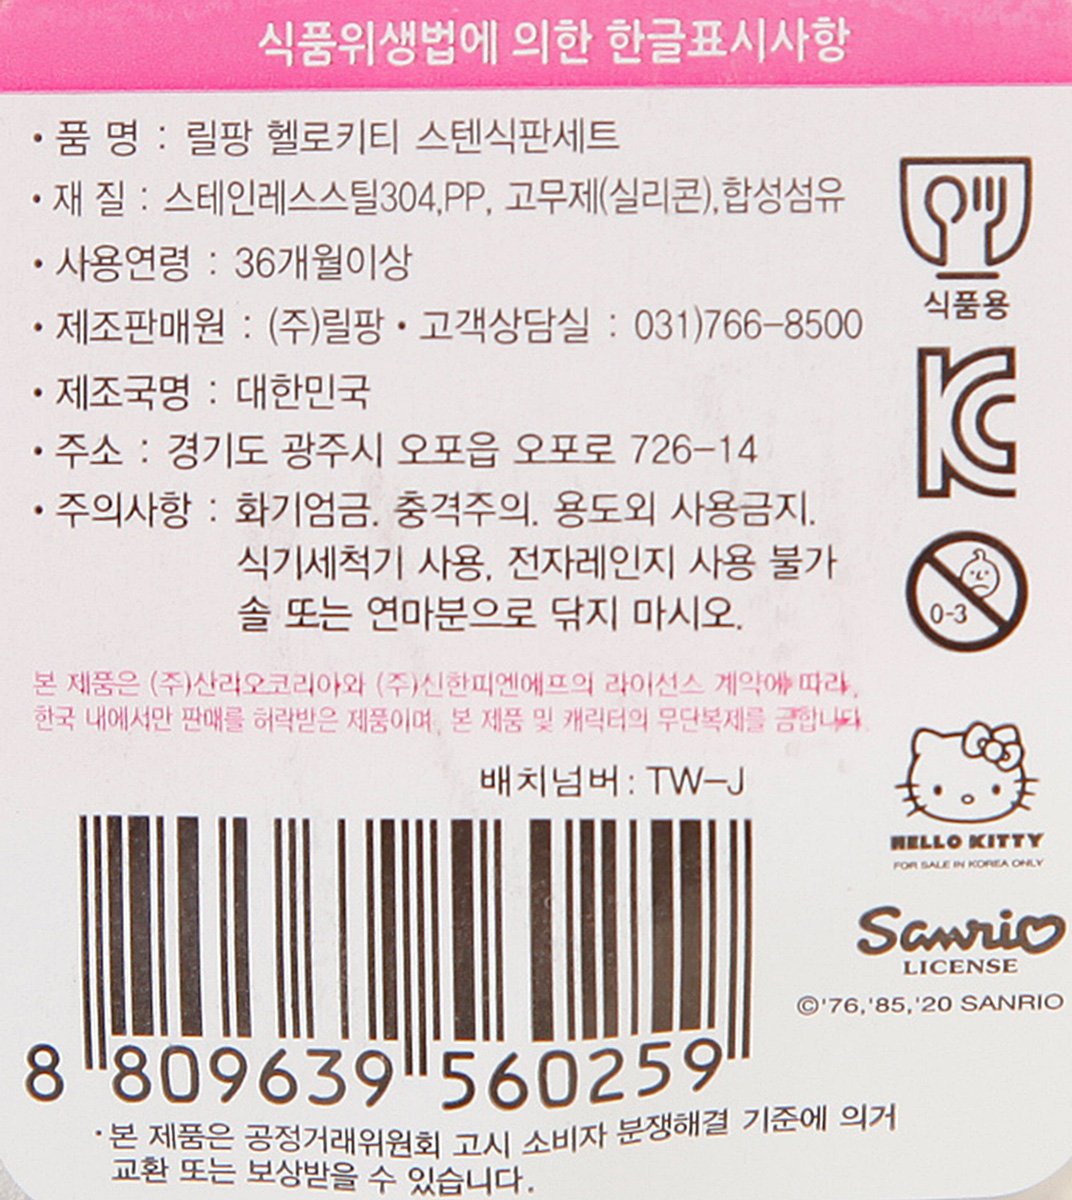 식품위생법에 의한 한글표시사항
• 품 명 : 릴팡 헬로키티 스텐식판세트
• 재 질 : 스테인레스스틸304,PP, 고무제(실리콘),합성섬유
• 사용연령 : 36개월이상
• 제조판매원 : (주)릴팡 • 고객상담실 : 031)766-8500
• 제조국명 : 대한민국
• 주소 : 경기도 광주시 오포읍 오포로 726-14
• 주의사항 : 화기엄금. 충격주의. 용도외 사용금지.
식기세척기 사용, 전자레인지 사용 불가
솔 또는 연마분으로 닦지 마시오.
식품용
0-3
본 제품은 (주)산리오코리아와 (주)신한피엔에프의 라이선스 계약에 따라,
한국 내에서만 판매를 허락받은 제품이며, 본 제품 및 캐릭터의 무단복제를 금합니다.
배치넘버: TW-J
HELLO KITTY
FOR SALE IN KOREA ONLY
Sanrio
LICENSE
©'76,'85,'20 SANRIO
8 809639 560259
·본 제품은 공정거래위원회 고시 소비자 분쟁해결 기준에 의거
교환 또는 보상받을 수 있습니다.